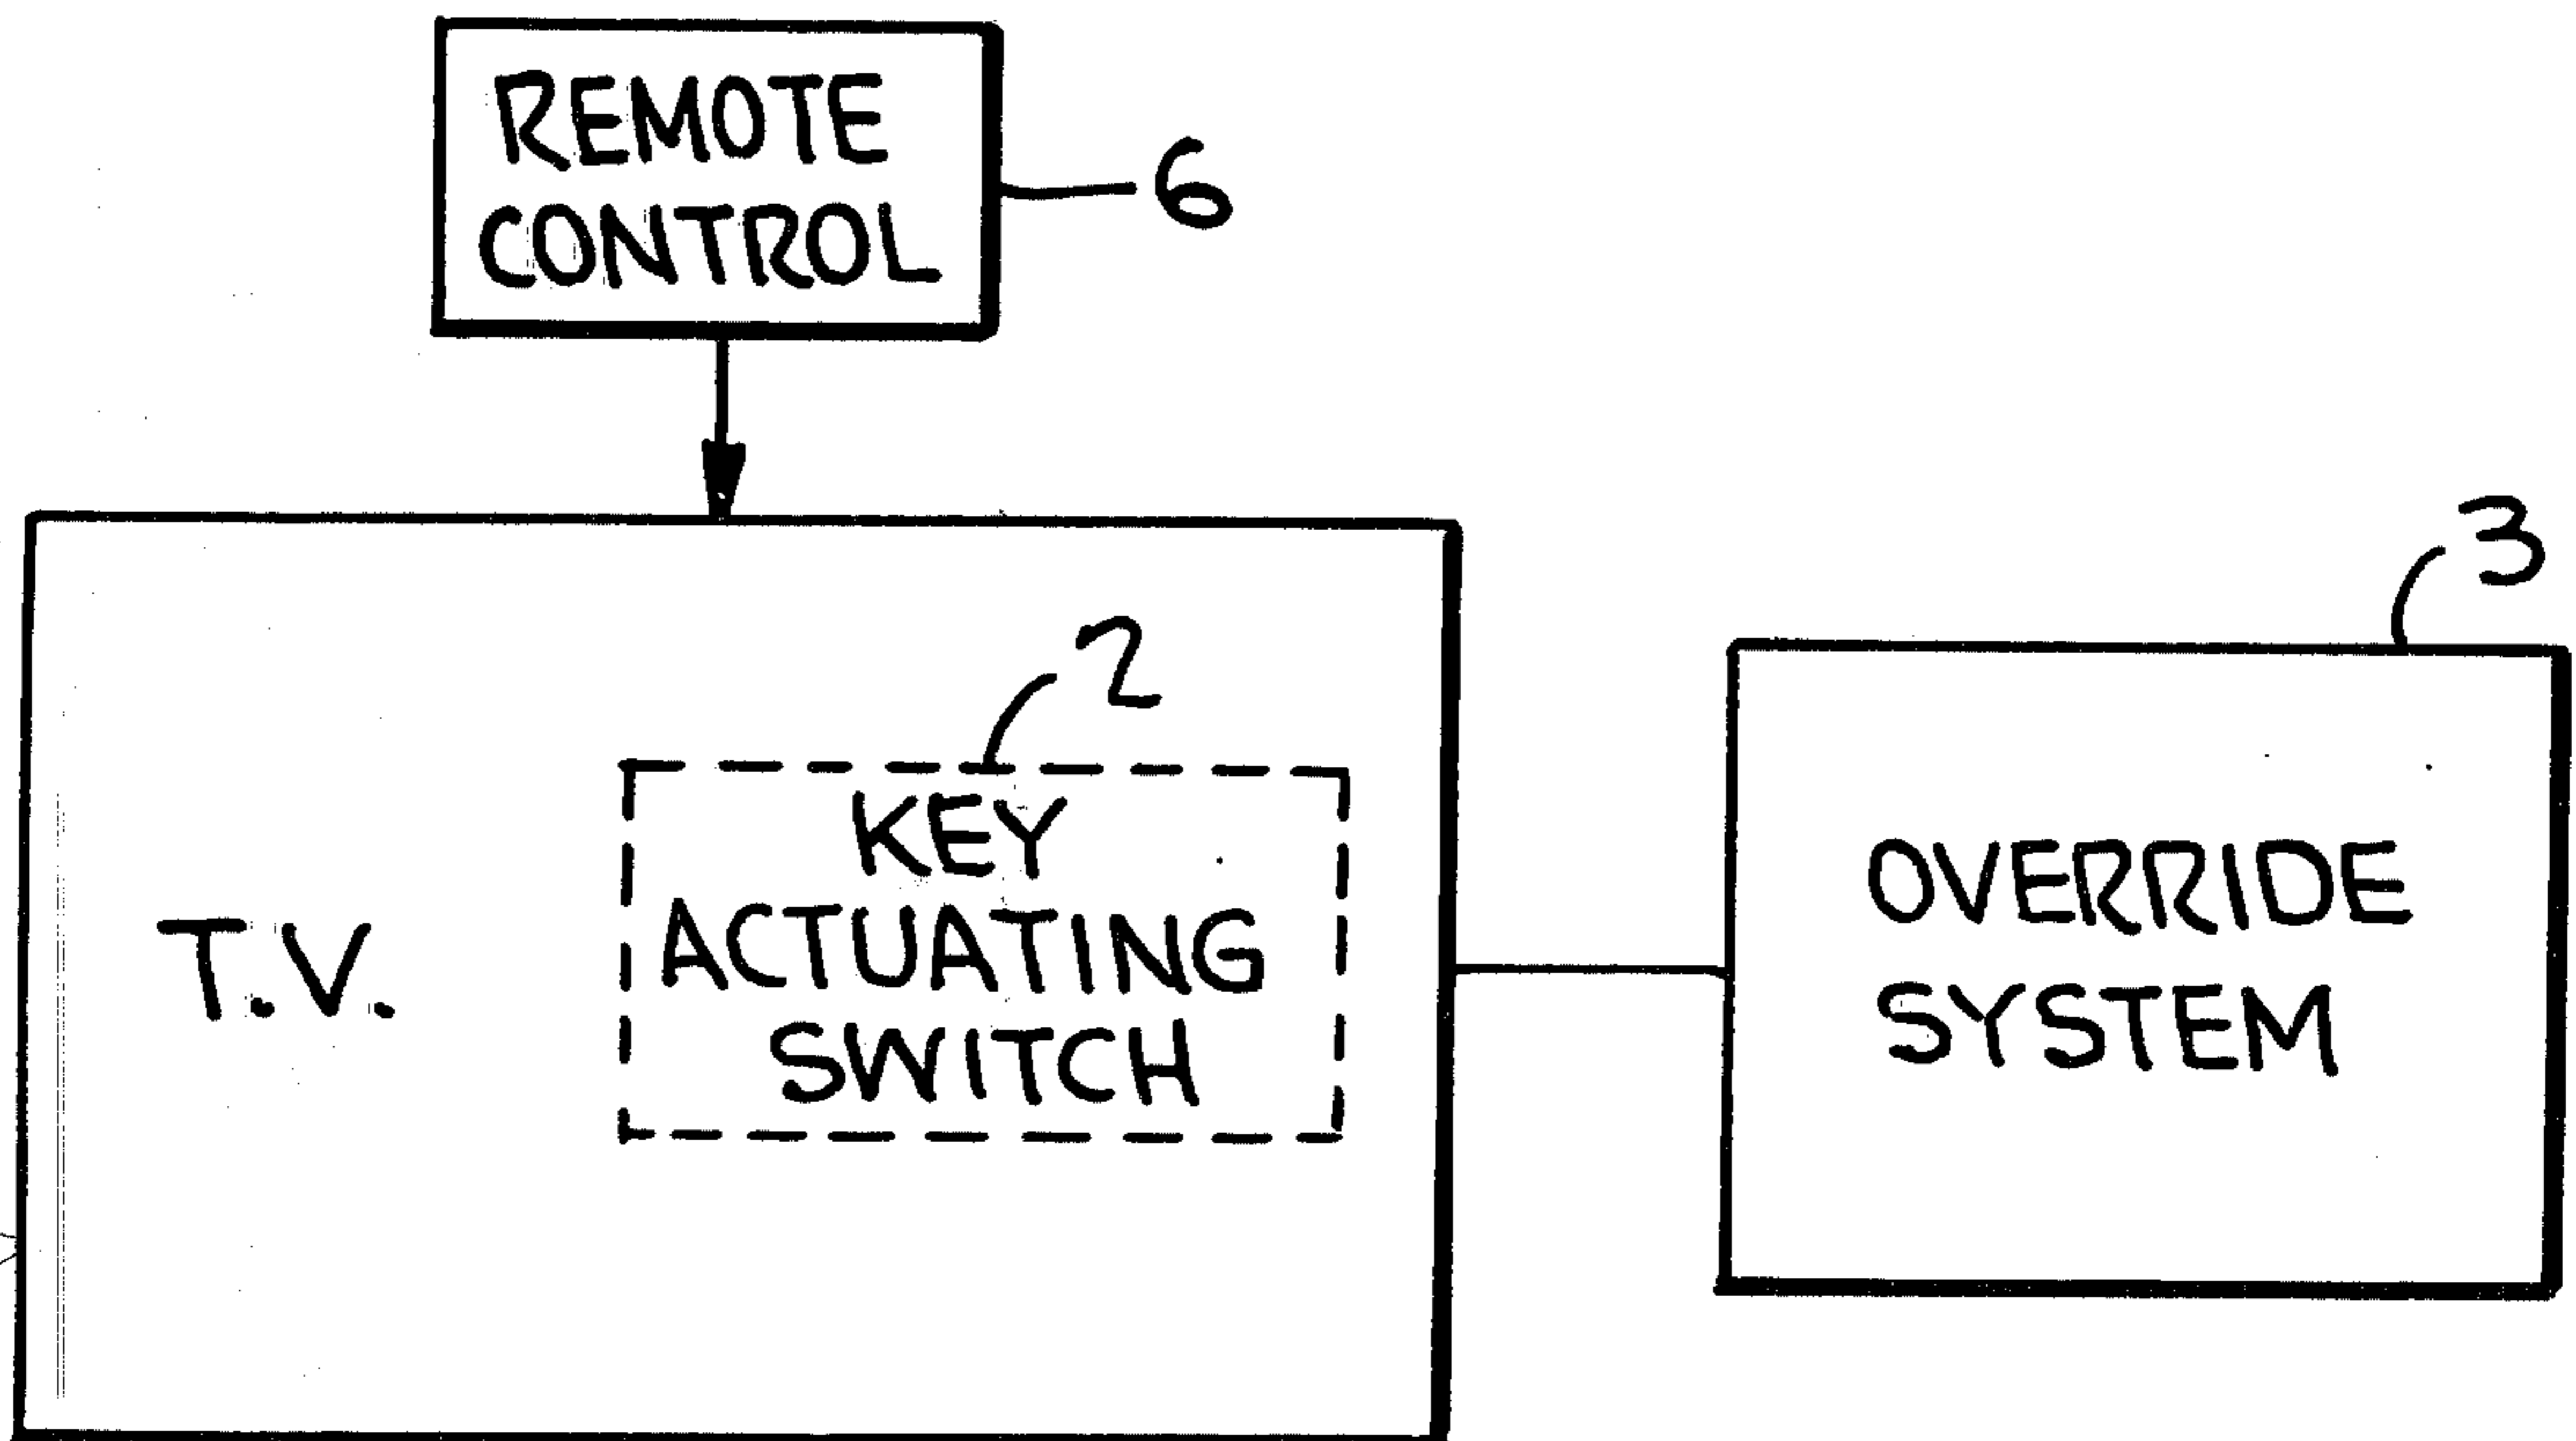 REMOTE
CONTROL
6
3
2
KEY
ACTUATING
SWITCH
T.V.
OVERRIDE
SYSTEM